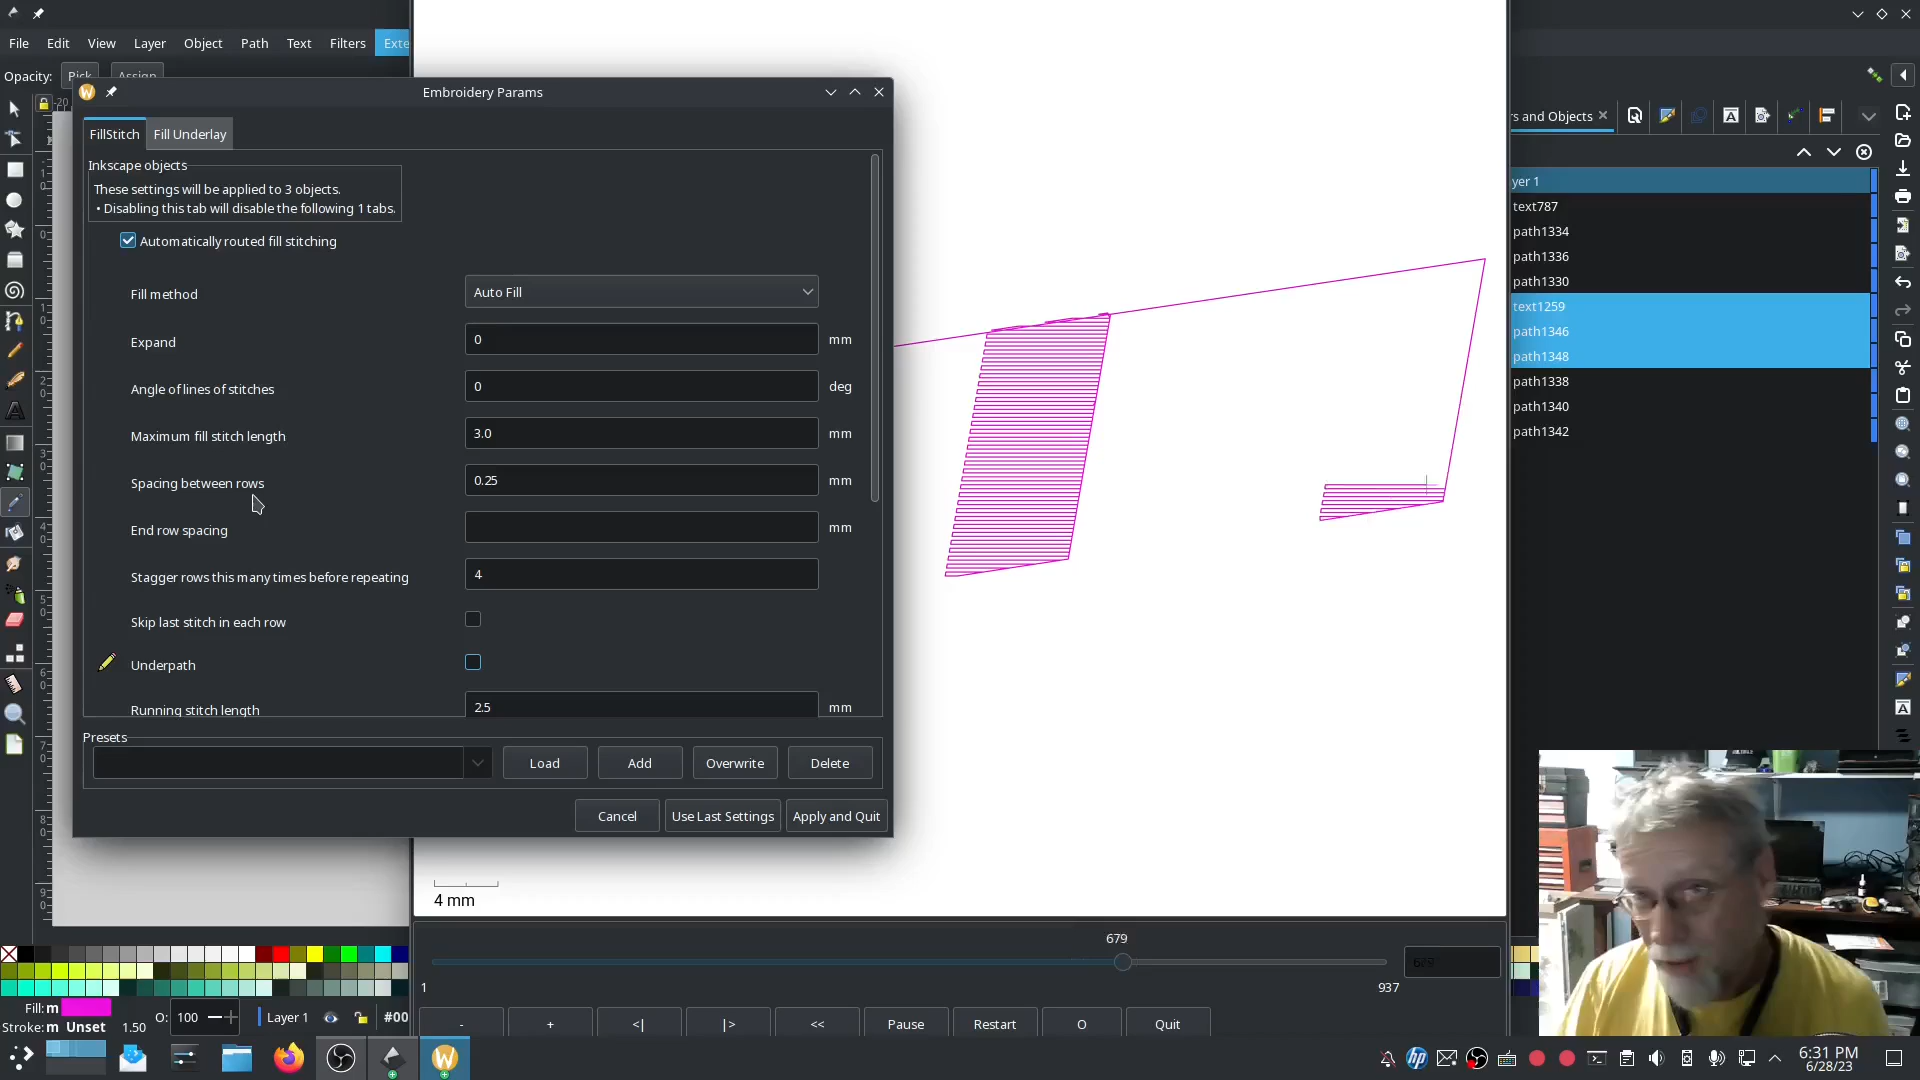 File Edit View Layer Object Path Text Filters Exte
Opacity: Pick Assign
-20
Embroidery Params
FillStitch Fill Underlay
Inkscape objects
These settings will be applied to 3 objects.
• Disabling this tab will disable the following 1 tabs.
Automatically routed fill stitching
Fill method Auto Fill
Expand 0 mm
Angle of lines of stitches 0 deg
Maximum fill stitch length 3.0 mm
Spacing between rows 0.25 mm
End row spacing mm
Stagger rows this many times before repeating 4
Skip last stitch in each row
Underpath
Running stitch length 2.5 mm
Presets
Load Add Overwrite Delete
Cancel Use Last Settings Apply and Quit
4 mm
679
1 937
- + <| |> << Pause Restart O Quit
rs and Objects
yer 1
text787
path1334
path1336
path1330
text1259
path1346
path1348
path1338
path1340
path1342
Fill: m
Stroke: m Unset 1.50
O: 100 Layer 1 #00
6:31 PM
6/28/23